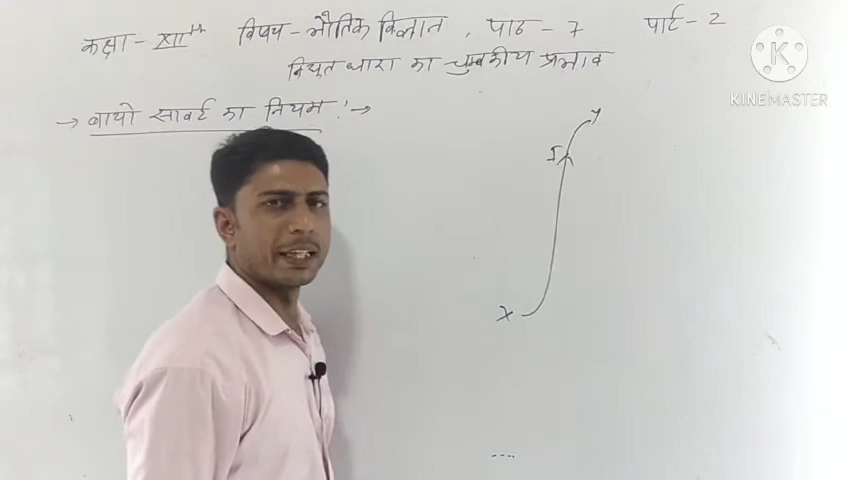 कक्षा - XIIth विषय - भौतिक विज्ञान , पाठ - 7 पार्ट - 2
विधुत धारा का चुम्बकीय प्रभाव
→ बायो सावर्ट का नियम :→
Y
I
X
K
KINEMASTER